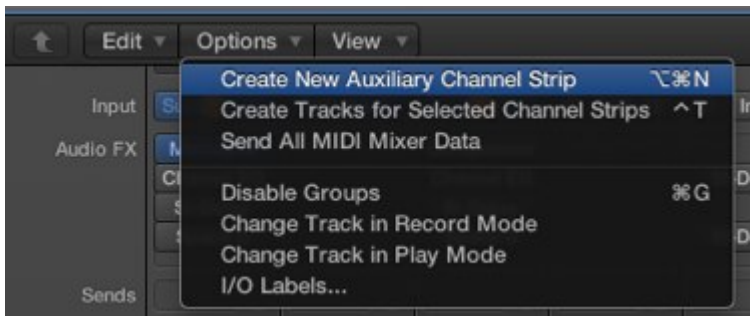 Edit Options View
Create New Auxiliary Channel Strip ⌥⌘N
Input Create Tracks for Selected Channel Strips ^T
Audio FX Send All MIDI Mixer Data
Disable Groups ⌘G
Change Track in Record Mode
Change Track in Play Mode
Sends I/O Labels...